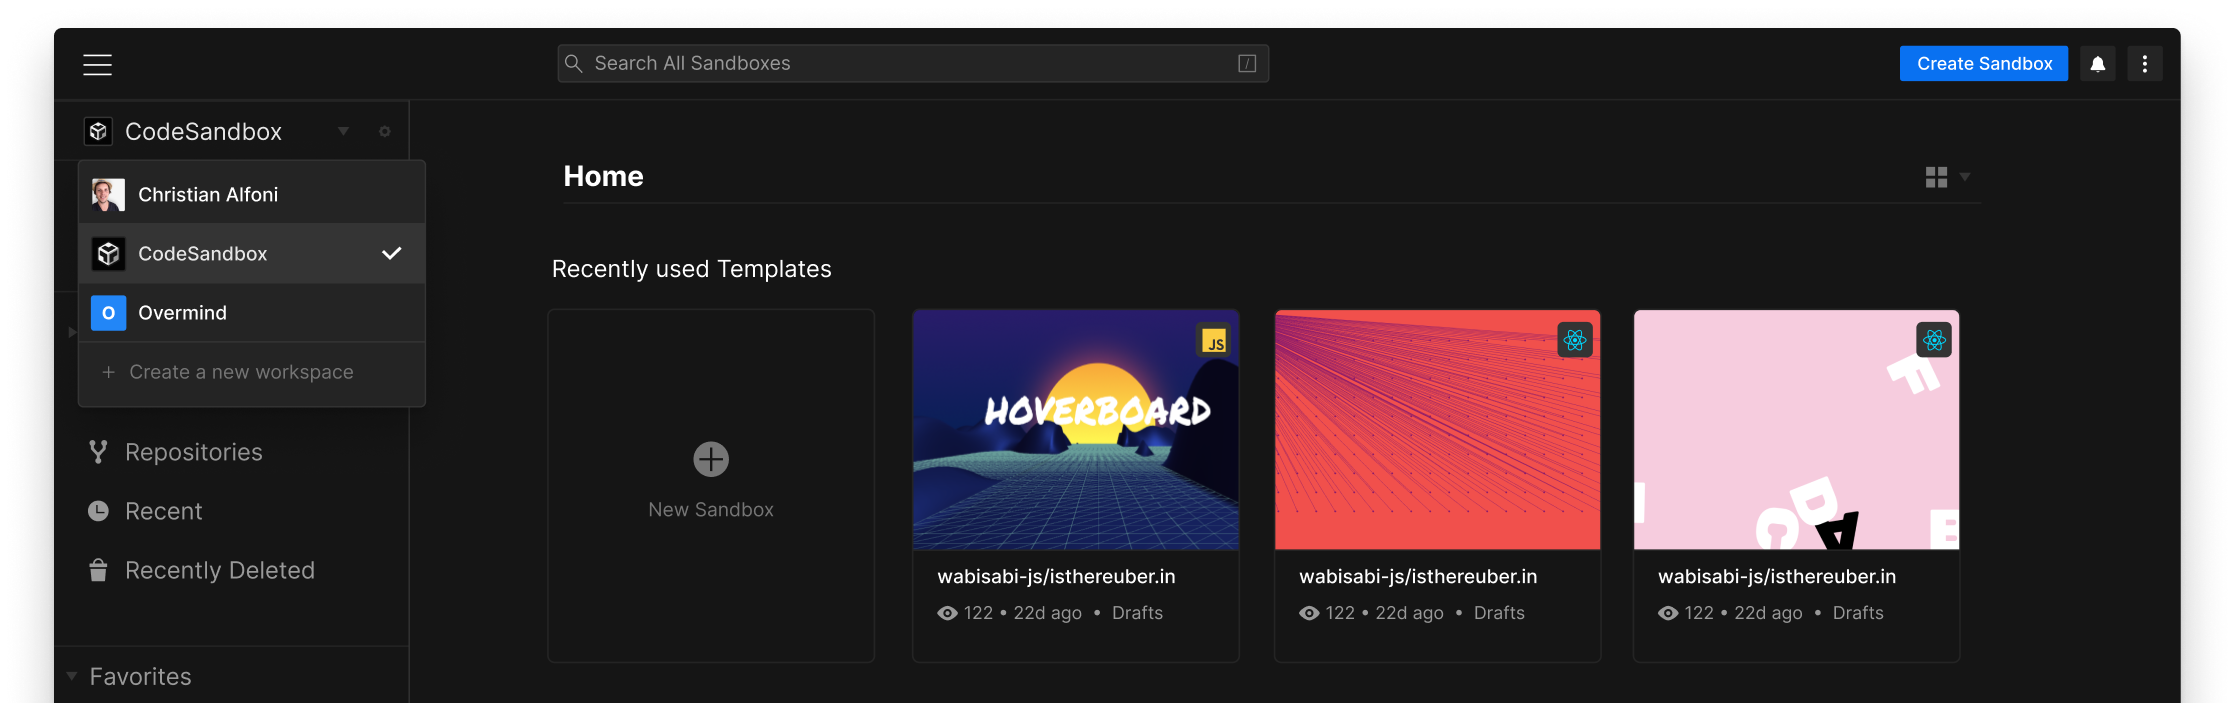 Search All Sandboxes
/
Create Sandbox
CodeSandbox
Christian Alfoni
CodeSandbox
O Overmind
+ Create a new workspace
Repositories
Recent
Recently Deleted
Favorites
Home
Recently used Templates
New Sandbox
JS
HOVERBOARD
wabisabi-js/isthereuber.in
122 • 22d ago • Drafts
wabisabi-js/isthereuber.in
122 • 22d ago • Drafts
F
D
A
E
wabisabi-js/isthereuber.in
122 • 22d ago • Drafts